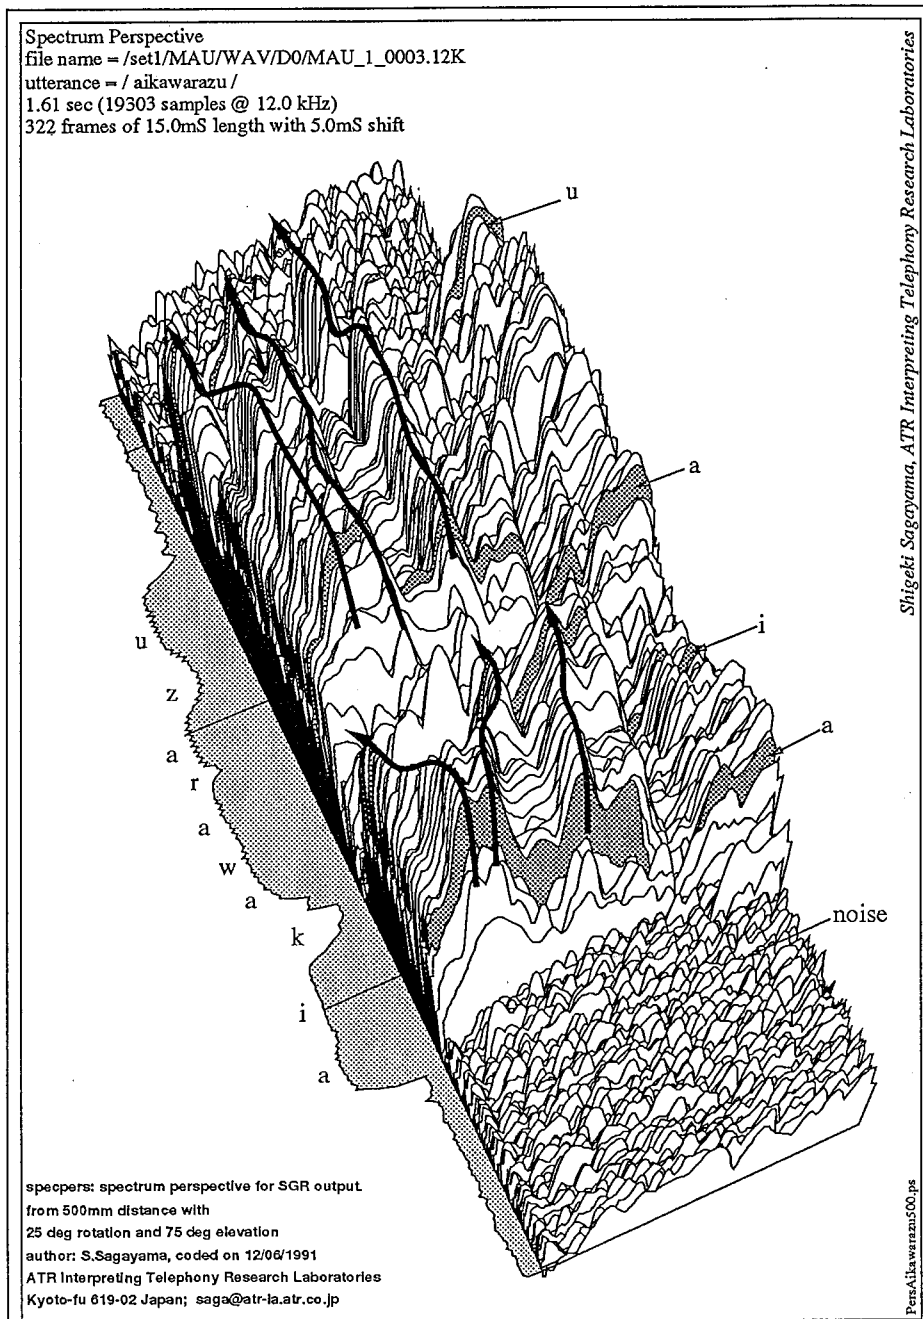 Spectrum Perspective
file name = /set1/MAU/WAV/D0/MAU_1_0003.12K
utterance = / aikawarazu /
1.61 sec (19303 samples @ 12.0 kHz)
322 frames of 15.0mS length with 5.0mS shift
Shigeki Sagayama, ATR Interpreting Telephony Research Laboratories
u
a
i
a
noise
u
z
a
r
a
w
a
k
i
a
specpers: spectrum perspective for SGR output
from 500mm distance with
25 deg rotation and 75 deg elevation
author: S.Sagayama, coded on 12/06/1991
ATR Interpreting Telephony Research Laboratories
Kyoto-fu 619-02 Japan; saga@atr-la.atr.co.jp
PersAikawarazu500.ps